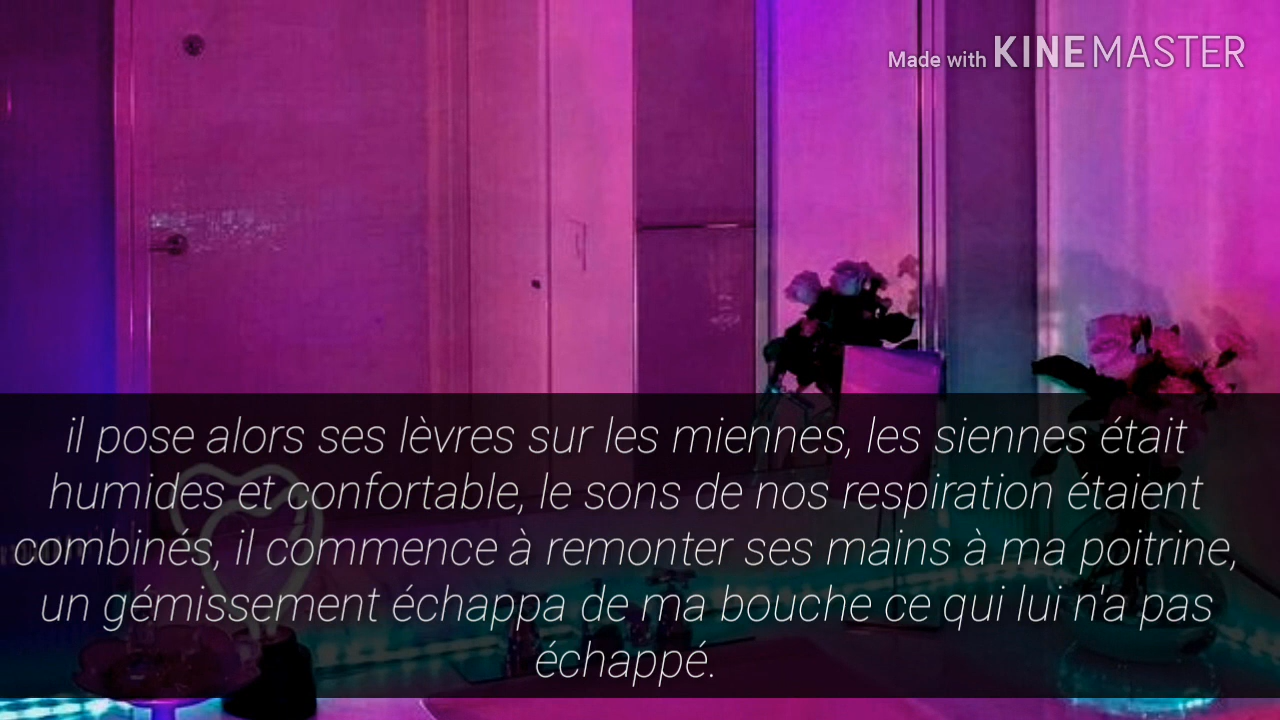 Made with KINEMASTER
il pose alors ses lèvres sur les miennes, les siennes était
humides et confortable, le sons de nos respiration étaient
combinés, il commence à remonter ses mains à ma poitrine,
un gémissement échappa de ma bouche ce qui lui n'a pas
échappé.